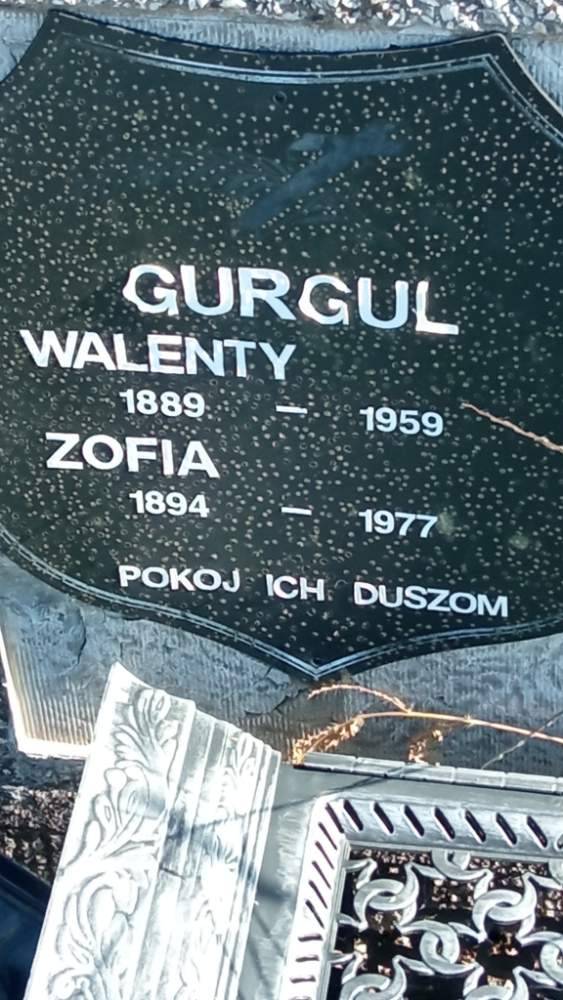 GURGUL
WALENTY
1889 — 1959
ZOFIA
1894 — 1977
POKOJ ICH DUSZOM